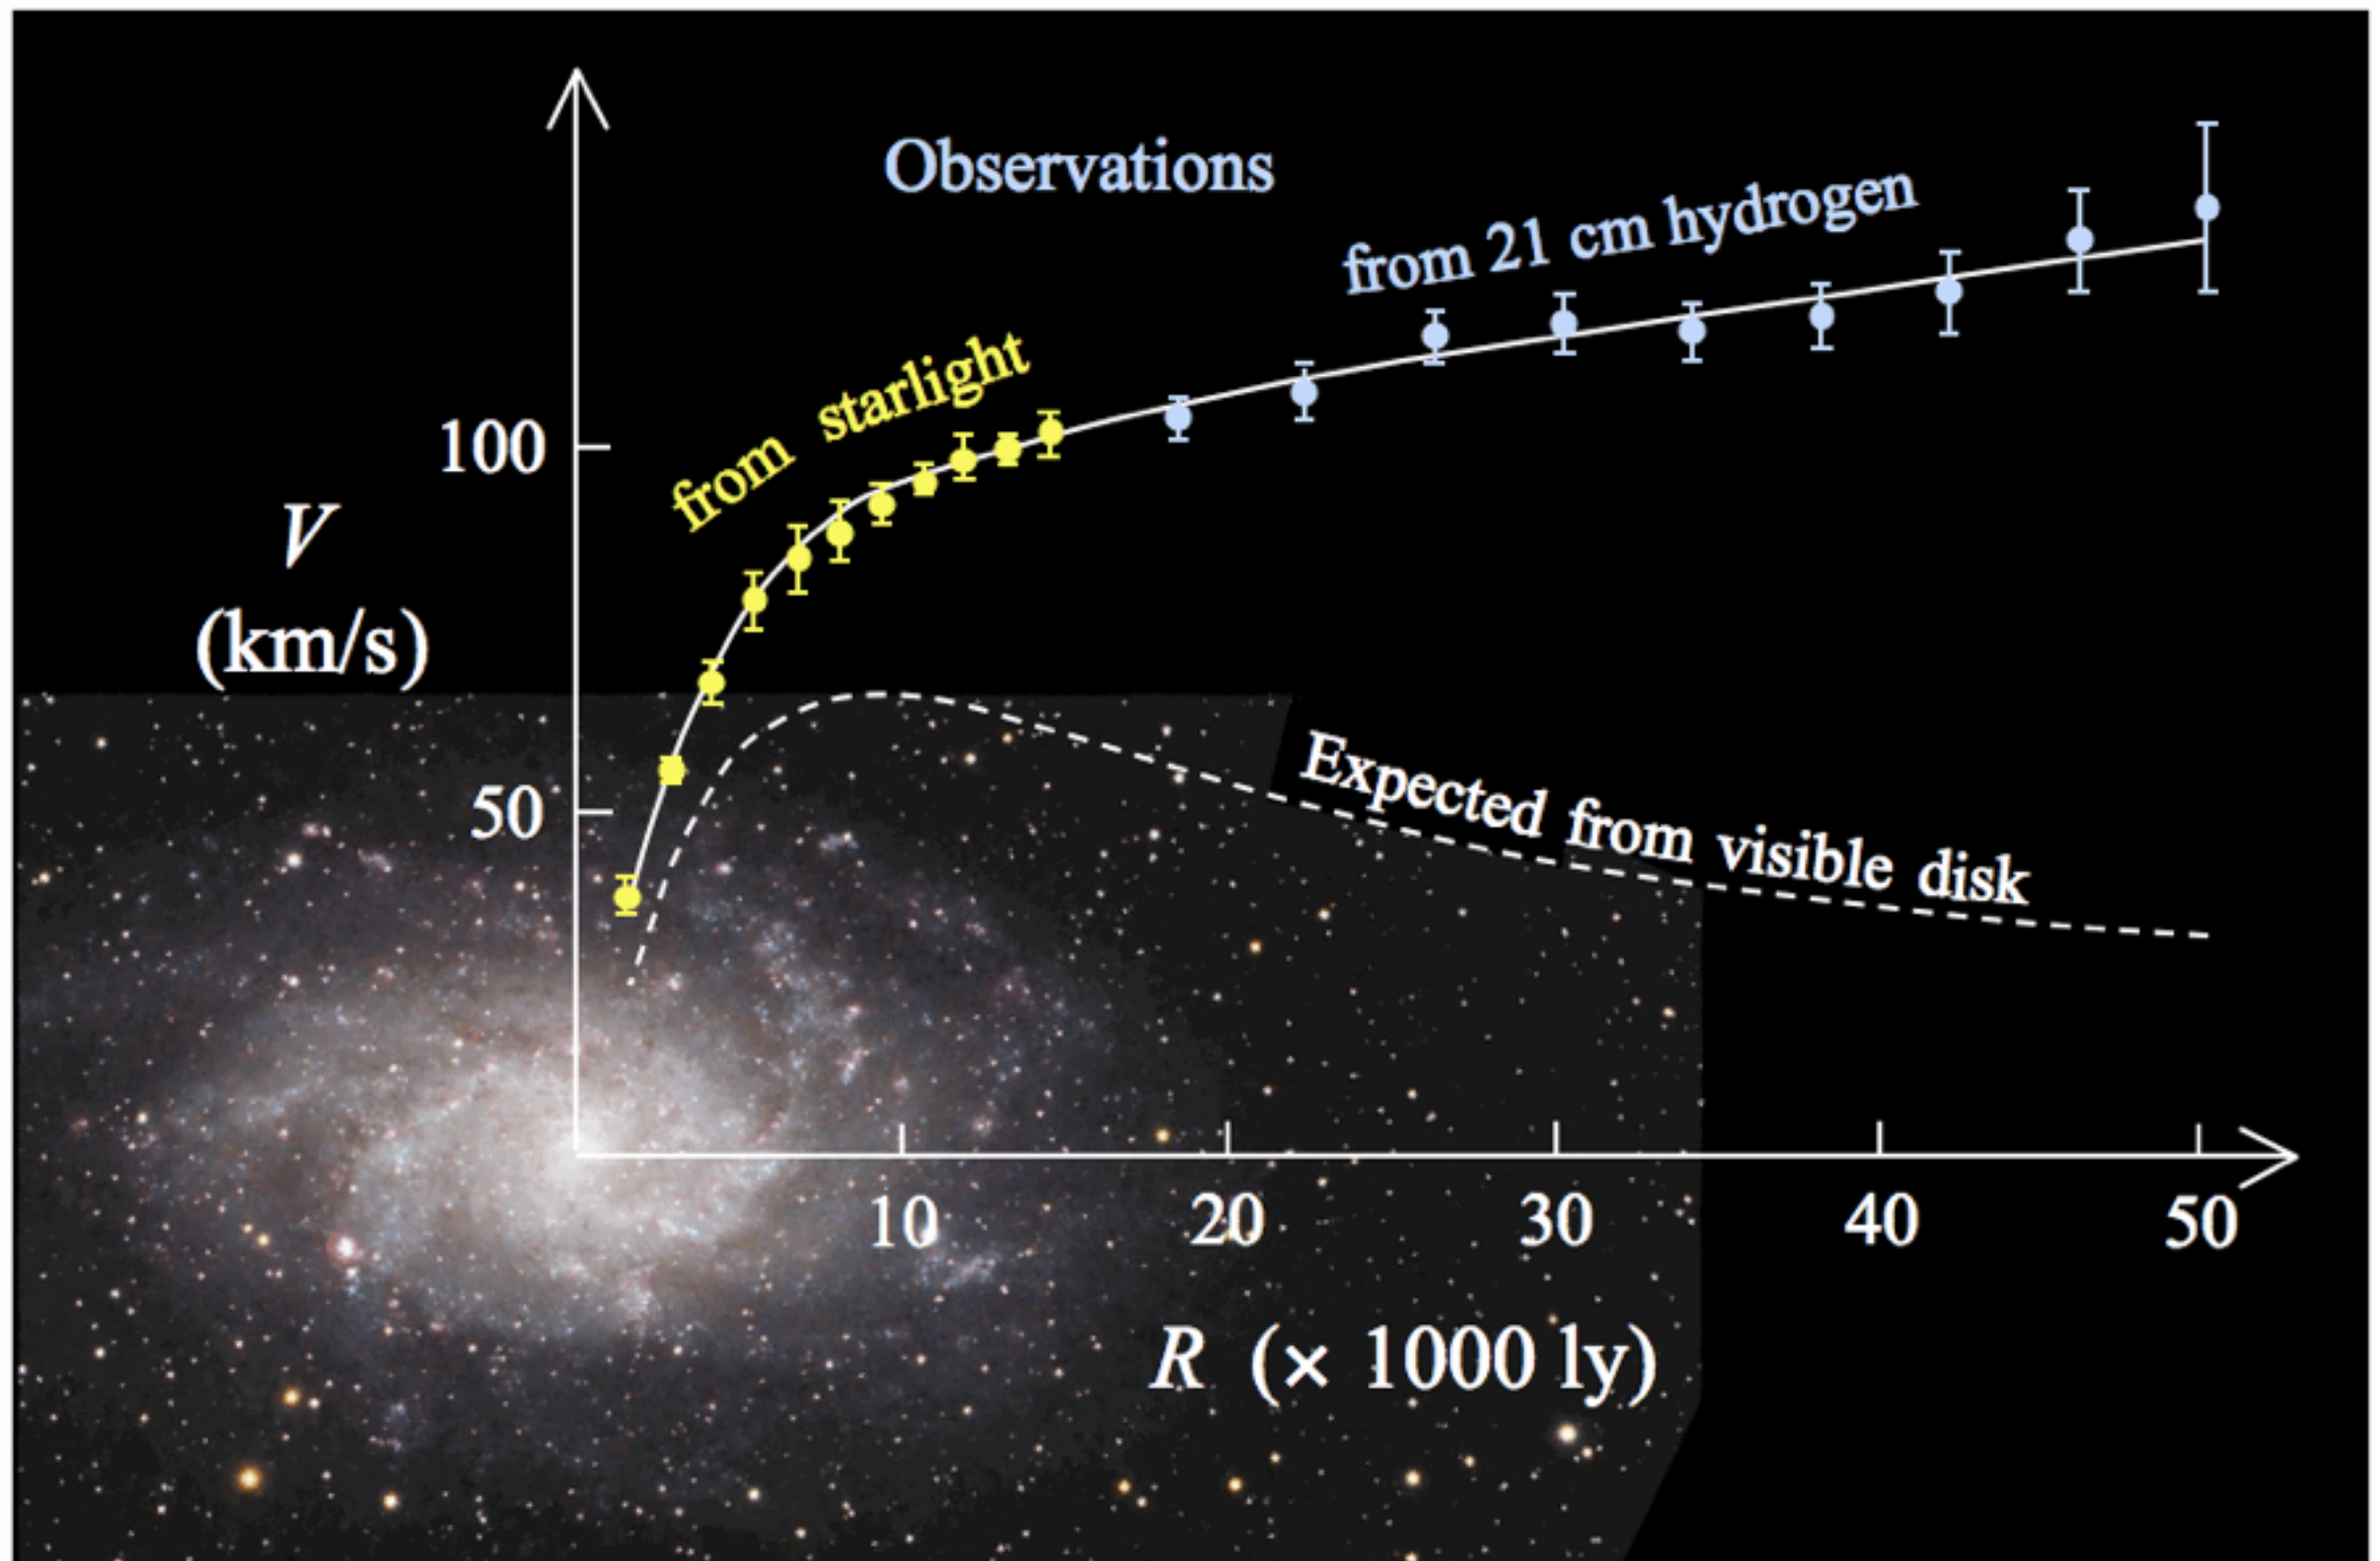 Observations
from 21 cm hydrogen
from starlight
100
V
(km/s)
50
Expected from visible disk
10 20 30 40 50
R (× 1000 ly)